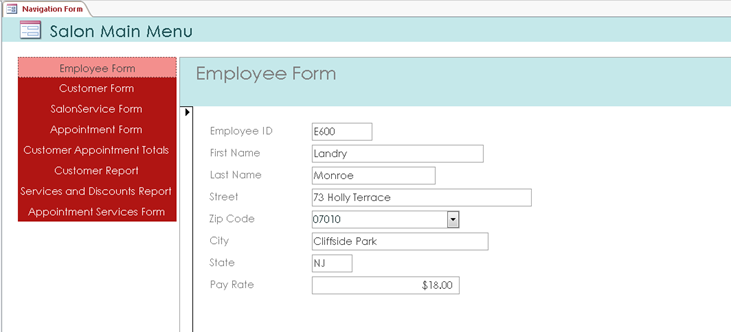 Navigation Form
Salon Main Menu
Employee Form
Customer Form
SalonService Form
Appointment Form
Customer Appointment Totals
Customer Report
Services and Discounts Report
Appointment Services Form
Employee Form
Employee ID E600
First Name Landry
Last Name Monroe
Street 73 Holly Terrace
Zip Code 07010
City Cliffside Park
State NJ
Pay Rate $18.00